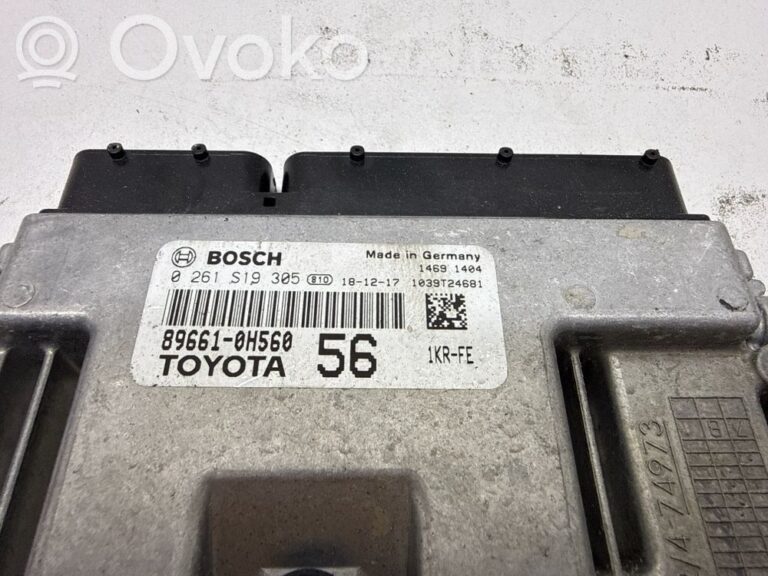 Ovoko
BOSCH
Made in Germany
1469 1404
0 261 S19 305 810 18-12-17 1039T24681
89661-0H560
TOYOTA
56
1KR-FE
74973